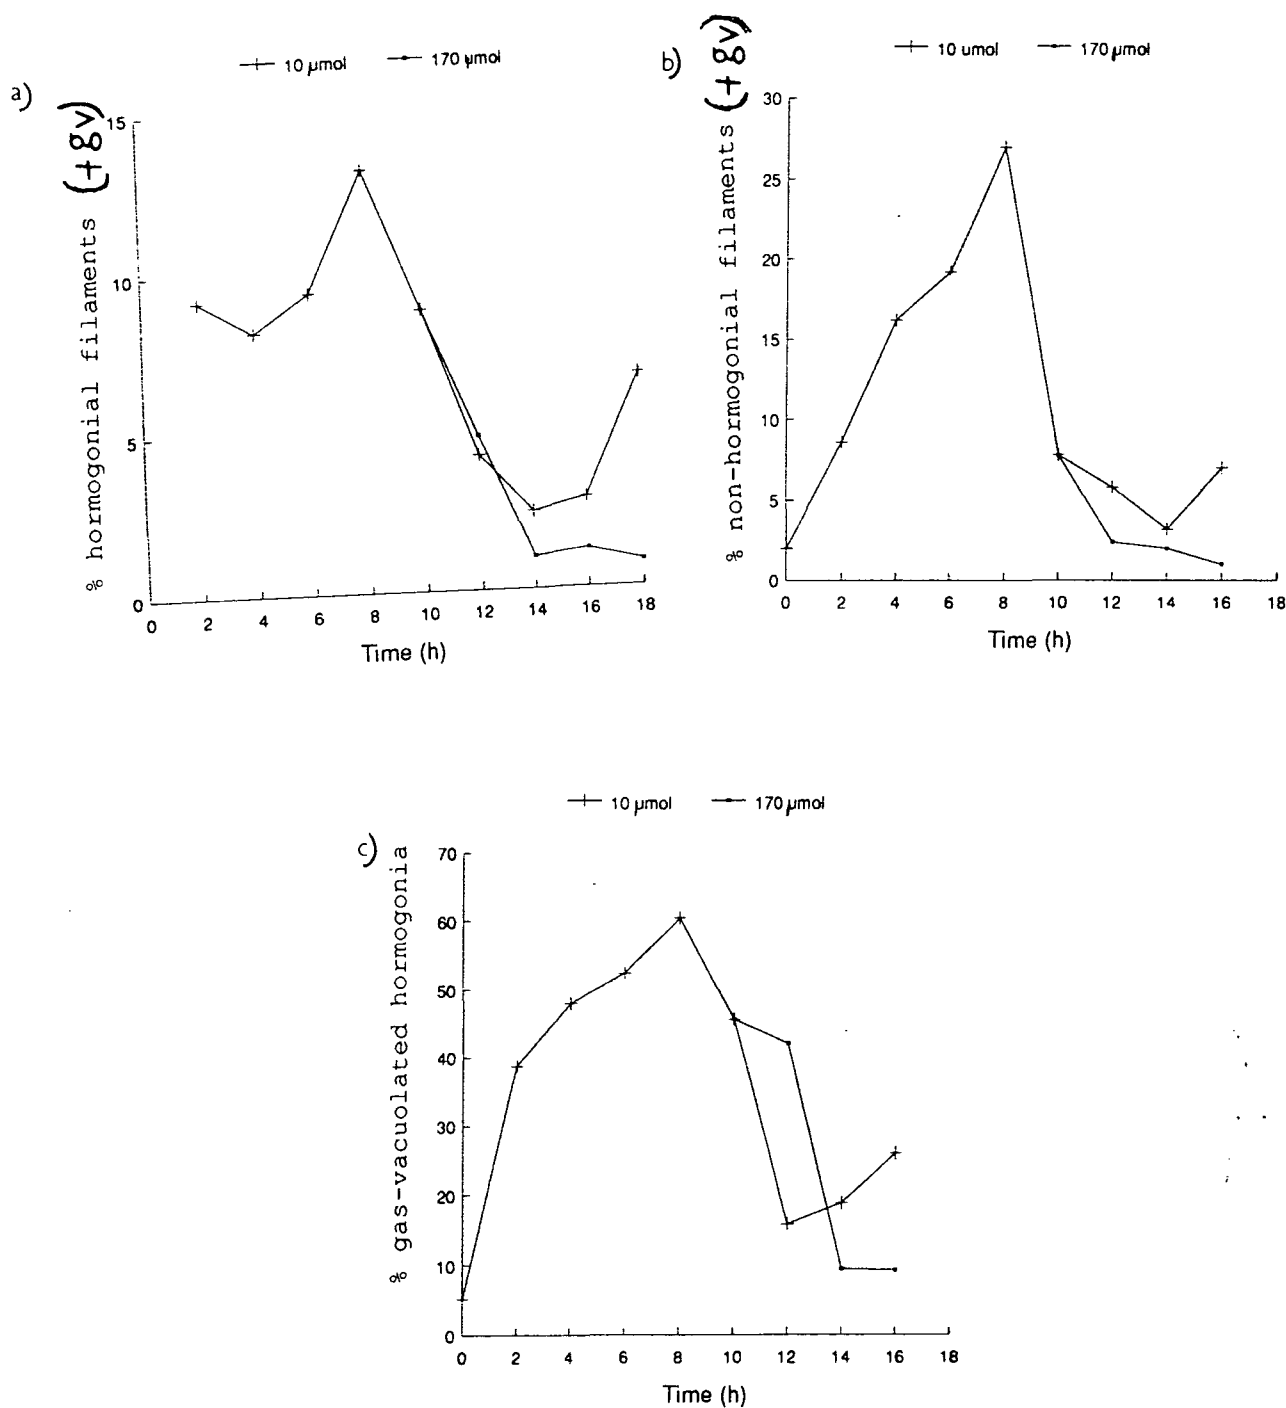 a)
10 µmol 170 µmol
% hormogonial filaments (+gv)
15
10
5
0
0 2 4 6 8 10 12 14 16 18
Time (h)
b)
10 umol 170 µmol
% non-hormogonial filaments (+gv)
30
25
20
15
10
5
0
0 2 4 6 8 10 12 14 16 18
Time (h)
c)
10 µmol 170 µmol
% gas-vacuolated hormogonia
70
60
50
40
30
20
10
0
0 2 4 6 8 10 12 14 16 18
Time (h)